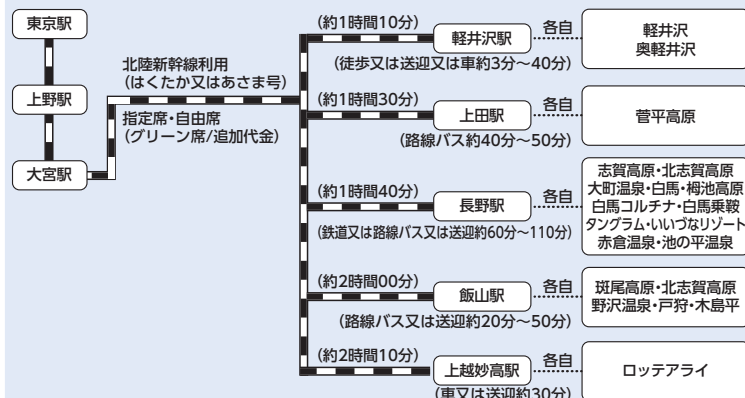 東京駅
上野駅
大宮駅
北陸新幹線利用
(はくたか又はあさま号)
指定席・自由席
(グリーン席/追加代金)
(約1時間10分)
軽井沢駅
各自
(徒歩又は送迎又は車約3分～40分)
軽井沢
奥軽井沢
(約1時間30分)
上田駅
各自
(路線バス約40分～50分)
菅平高原
(約1時間40分)
長野駅
各自
(鉄道又は路線バス又は送迎約60分～110分)
志賀高原・北志賀高原
大町温泉・白馬・栂池高原
白馬コルチナ・白馬乗鞍
タングラム・いいづなリゾート
赤倉温泉・池の平温泉
(約2時間00分)
飯山駅
各自
(路線バス又は送迎約20分～50分)
斑尾高原・北志賀高原
野沢温泉・戸狩・木島平
(約2時間10分)
上越妙高駅
各自
(車又は送迎約30分)
ロッテアライ